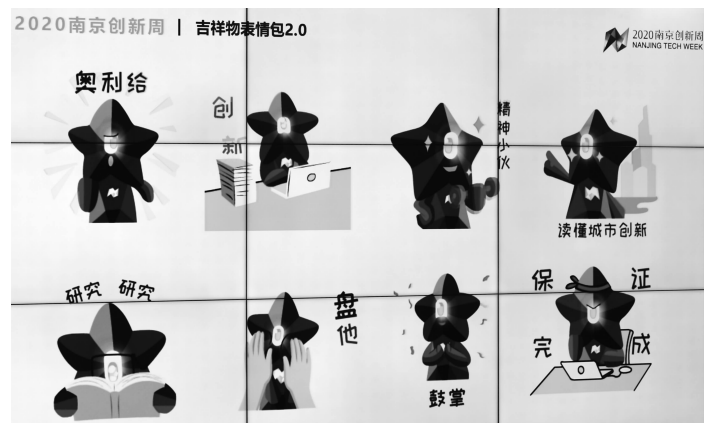 2020南京创新周 | 吉祥物表情包2.0
2020南京创新周
NANJING TECH WEEK
奥利给
创新
精神小伙
读懂城市创新
研究 研究
盘他
鼓掌
保证
完成